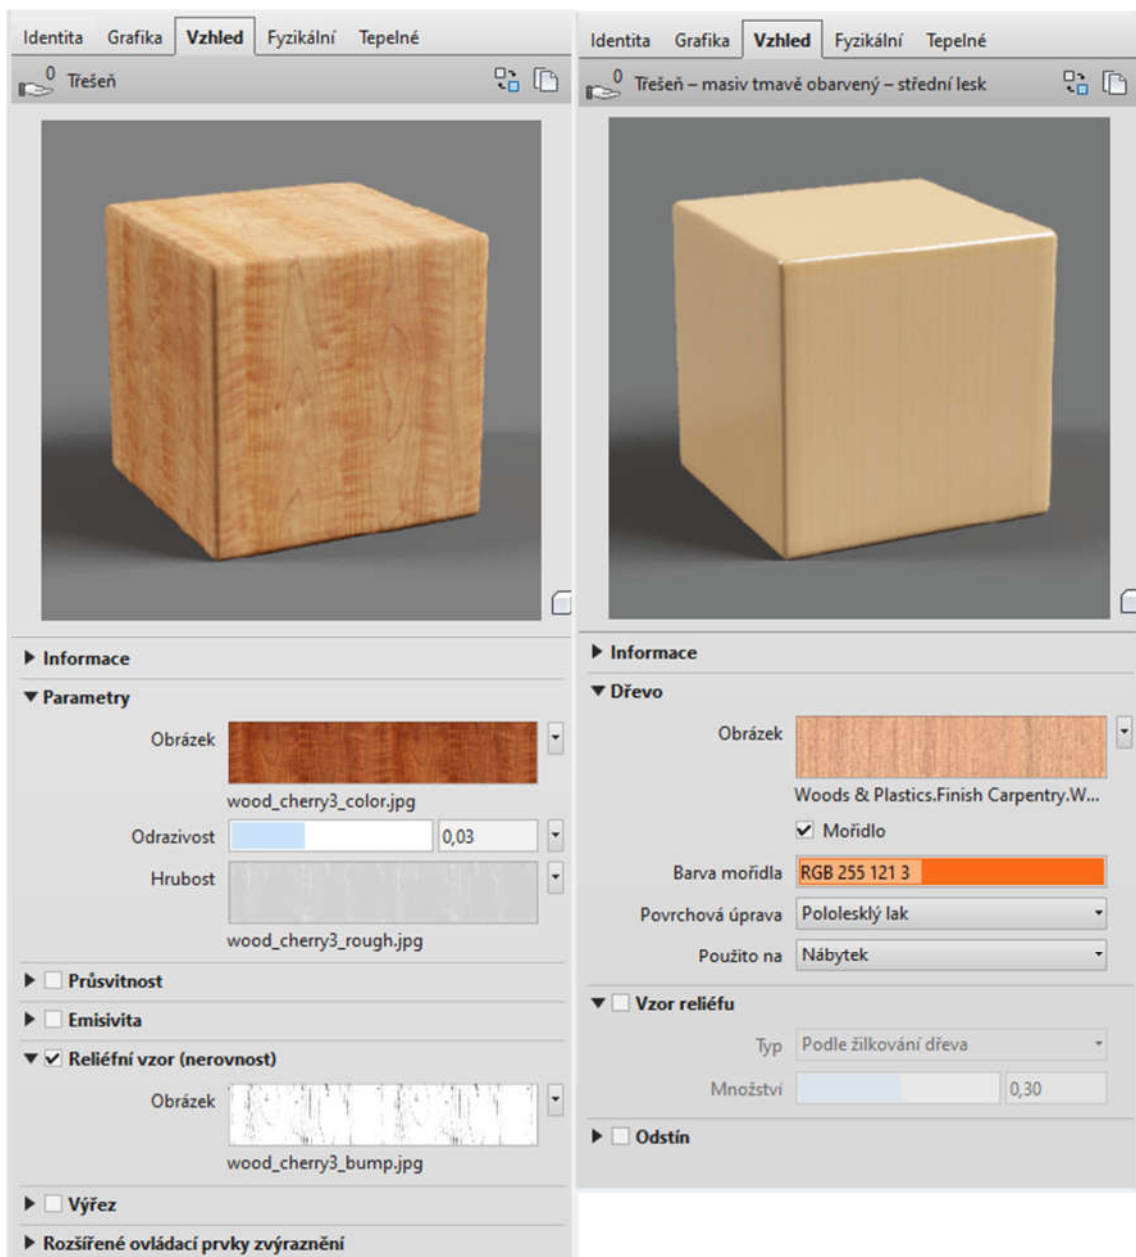 Identita Grafika Vzhled Fyzikální Tepelné
0 Třešeň
Informace
Parametry
Obrázek
wood_cherry3_color.jpg
Odrazivost 0,03
Hrubost
wood_cherry3_rough.jpg
Průsvitnost
Emisivita
Reliéfní vzor (nerovnost)
Obrázek
wood_cherry3_bump.jpg
Výřez
Rozšířené ovládací prvky zvýraznění
Identita Grafika Vzhled Fyzikální Tepelné
0 Třešeň – masiv tmavě obarvený – střední lesk
Informace
Dřevo
Obrázek
Woods & Plastics.Finish Carpentry.W...
Mořidlo
Barva mořidla RGB 255 121 3
Povrchová úprava Pololesklý lak
Použito na Nábytek
Vzor reliéfu
Typ Podle žilkování dřeva
Množství 0,30
Odstín